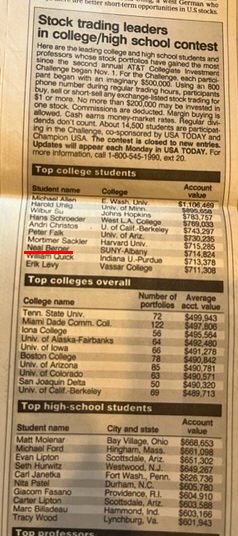 are better short-term opportunities in U.S. stocks.
Stock trading leaders
in college/high school contest
Here are the leading college and high school students and
professors whose stock portfolios have gained the most
since the second annual AT&T Collegiate Investment
Challenge began Nov. 1. For the Challenge, each partici-
pant began with an imaginary $500,000. Using an 800
phone number during regular trading hours, participants
buy, sell or short-sell any exchange-listed stock trading for
$1 or more. No more than $200,000 may be invested in
one stock. Commissions are deducted. Margin buying is
allowed. Cash earns money-market rates. Regular divi-
dends don't count. About 14,500 students are participat-
ing in the Challenge, co-sponsored by USA TODAY and
Champion USA. The contest is closed to new entries.
Updates will appear each Monday in USA TODAY. For
more information, call 1-800-545-1090, ext 20.
Top college students
Student name College Account value
Michael Allen E. Wash. Univ. $1,106,469
Harold Uhlig Univ. of Minn.
Wilbur Su Johns Hopkins $783,757
Hans Schroeder West L.A. College
Andri Christos U. of Calif.-Berkeley $743,297
Peter Falk Univ. of Ariz. $730,235
Mortimer Sackler Harvard Univ. $715,285
Neal Berger SUNY-Albany $714,824
William Quick Indiana U.-Purdue $713,378
Erik Levy Vassar College $711,308
Top colleges overall
College name Number of portfolios Average acct. value
Tenn. State Univ. 72 $499,943
Miami Dade Comm. Coll. 122 $497,806
Iona College 56 $495,564
Univ. of Alaska-Fairbanks 64 $492,480
Univ. of Iowa 66 $491,278
Boston College 78 $490,842
Univ. of Arizona 85 $490,781
Univ. of Colorado 63 $490,571
San Joaquin Delta 50 $490,320
Univ. of Calif.-Berkeley 69 $489,713
Top high-school students
Student name City and state Account value
Matt Molenar Bay Village, Ohio $668,653
Michael Ford Hingham, Mass. $661,098
Evan Lipton Scottsdale, Ariz. $651,302
Seth Hurwitz Westwood, N.J. $649,267
Carl Janetka Fort Wash., Penn. $626,736
Nita Patel Durham, N.C. $605,780
Giacom Fasano Providence, R.I. $604,910
Carter Lipton Scottsdale, Ariz. $603,588
Marc Billadeau Hammond, Ind. $603,166
Tracy Wood Lynchburg, Va. $601,943
Top professors